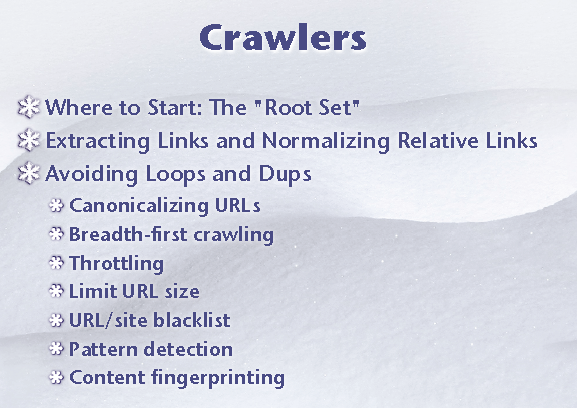 Crawlers
Where to Start: The "Root Set"
Extracting Links and Normalizing Relative Links
Avoiding Loops and Dups
Canonicalizing URLs
Breadth-first crawling
Throttling
Limit URL size
URL/site blacklist
Pattern detection
Content fingerprinting